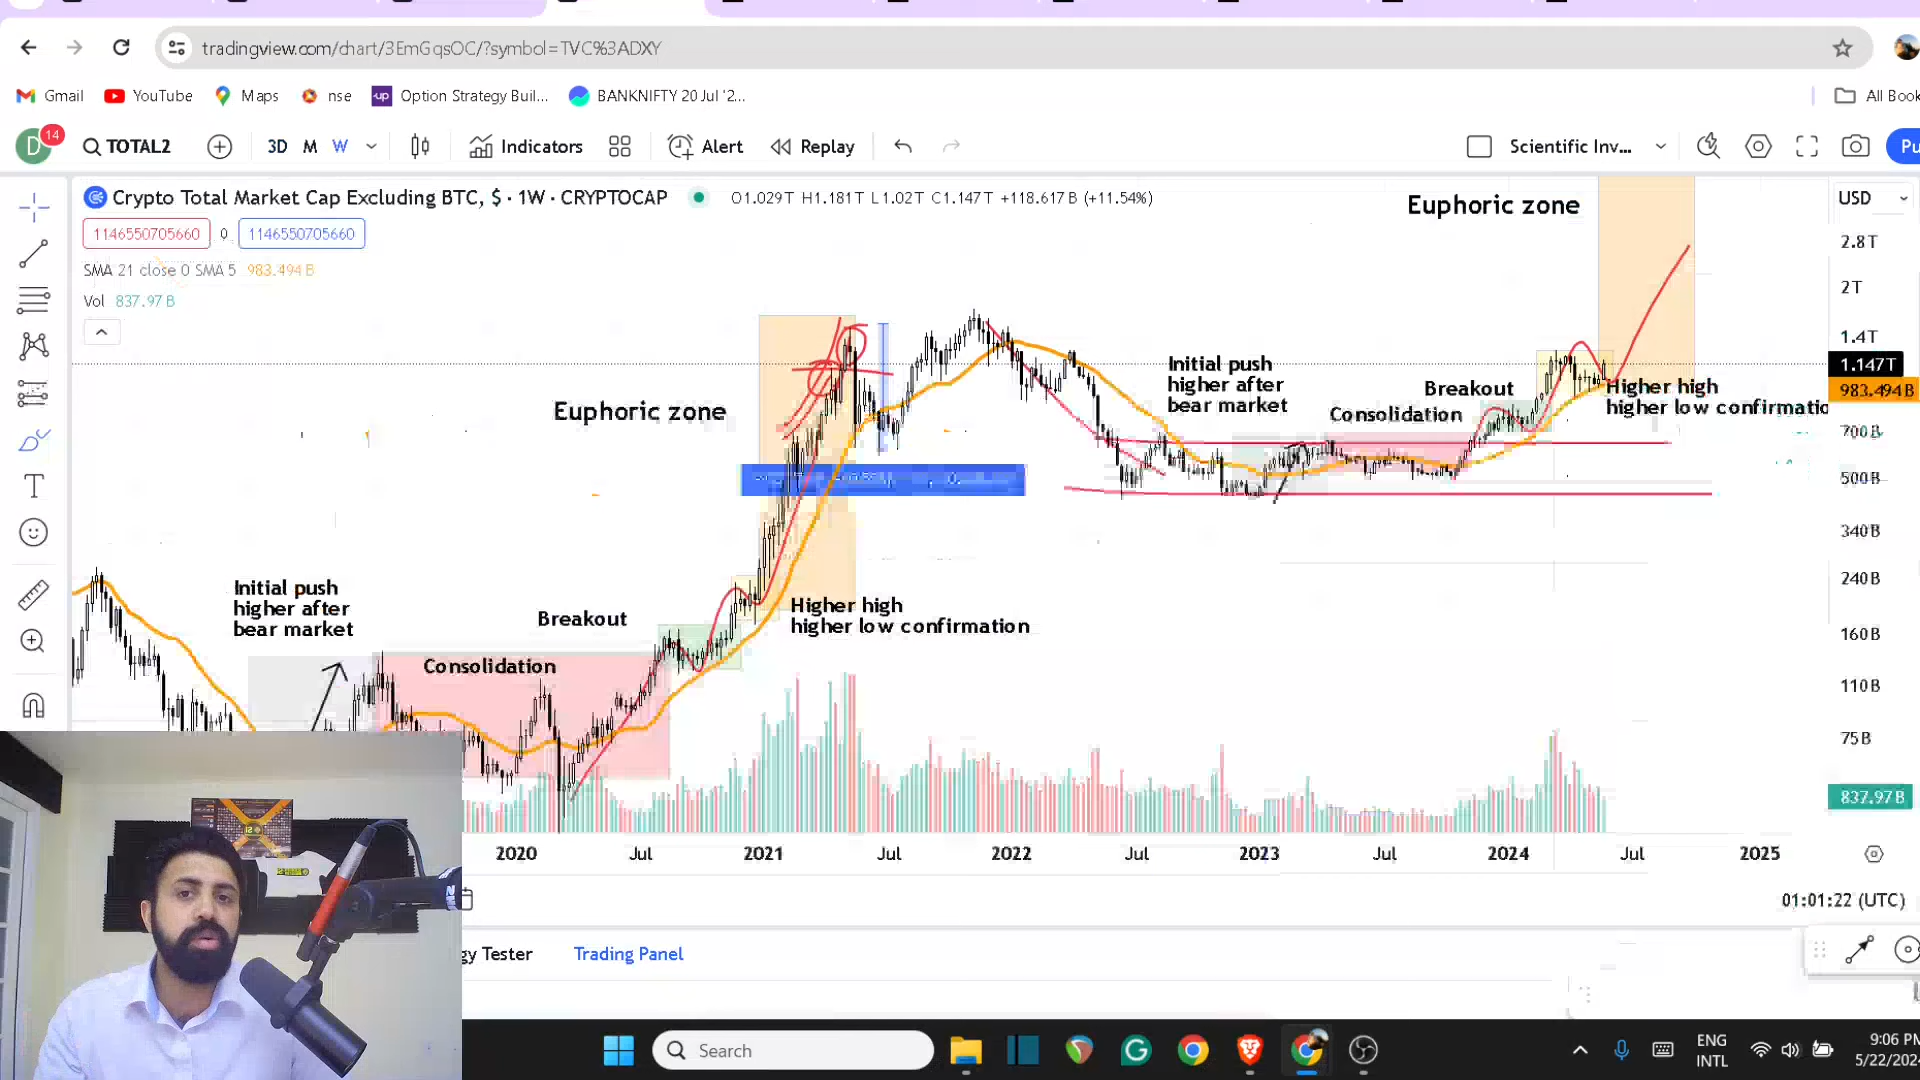 tradingview.com/chart/3EmGqsOC/?symbol=TVC%3ADXY
Gmail
YouTube
Maps
nse
Option Strategy Buil...
BANKNIFTY 20 Jul '2...
All Book
D
14
TOTAL2
3D
M
W
Indicators
Alert
Replay
Scientific Inv...
Pu
Crypto Total Market Cap Excluding BTC, $ · 1W · CRYPTOCAP
O1.029T H1.181T L1.02T C1.147T +118.617B (+11.54%)
1146550705660
0
1146550705660
SMA 21 close 0 SMA 5 983.494B
Vol 837.97B
USD
2.8T
2T
1.4T
1.147T
983.494B
700B
500B
340B
240B
160B
110B
75B
837.97B
Euphoric zone
Euphoric zone
Initial push
higher after
bear market
Breakout
Consolidation
Higher high
higher low confirmatio
Initial push
higher after
bear market
Breakout
Consolidation
Higher high
higher low confirmation
2020
Jul
2021
Jul
2022
Jul
2023
Jul
2024
Jul
2025
01:01:22 (UTC)
gy Tester
Trading Panel
Search
ENG
INTL
9:06 PM
5/22/202